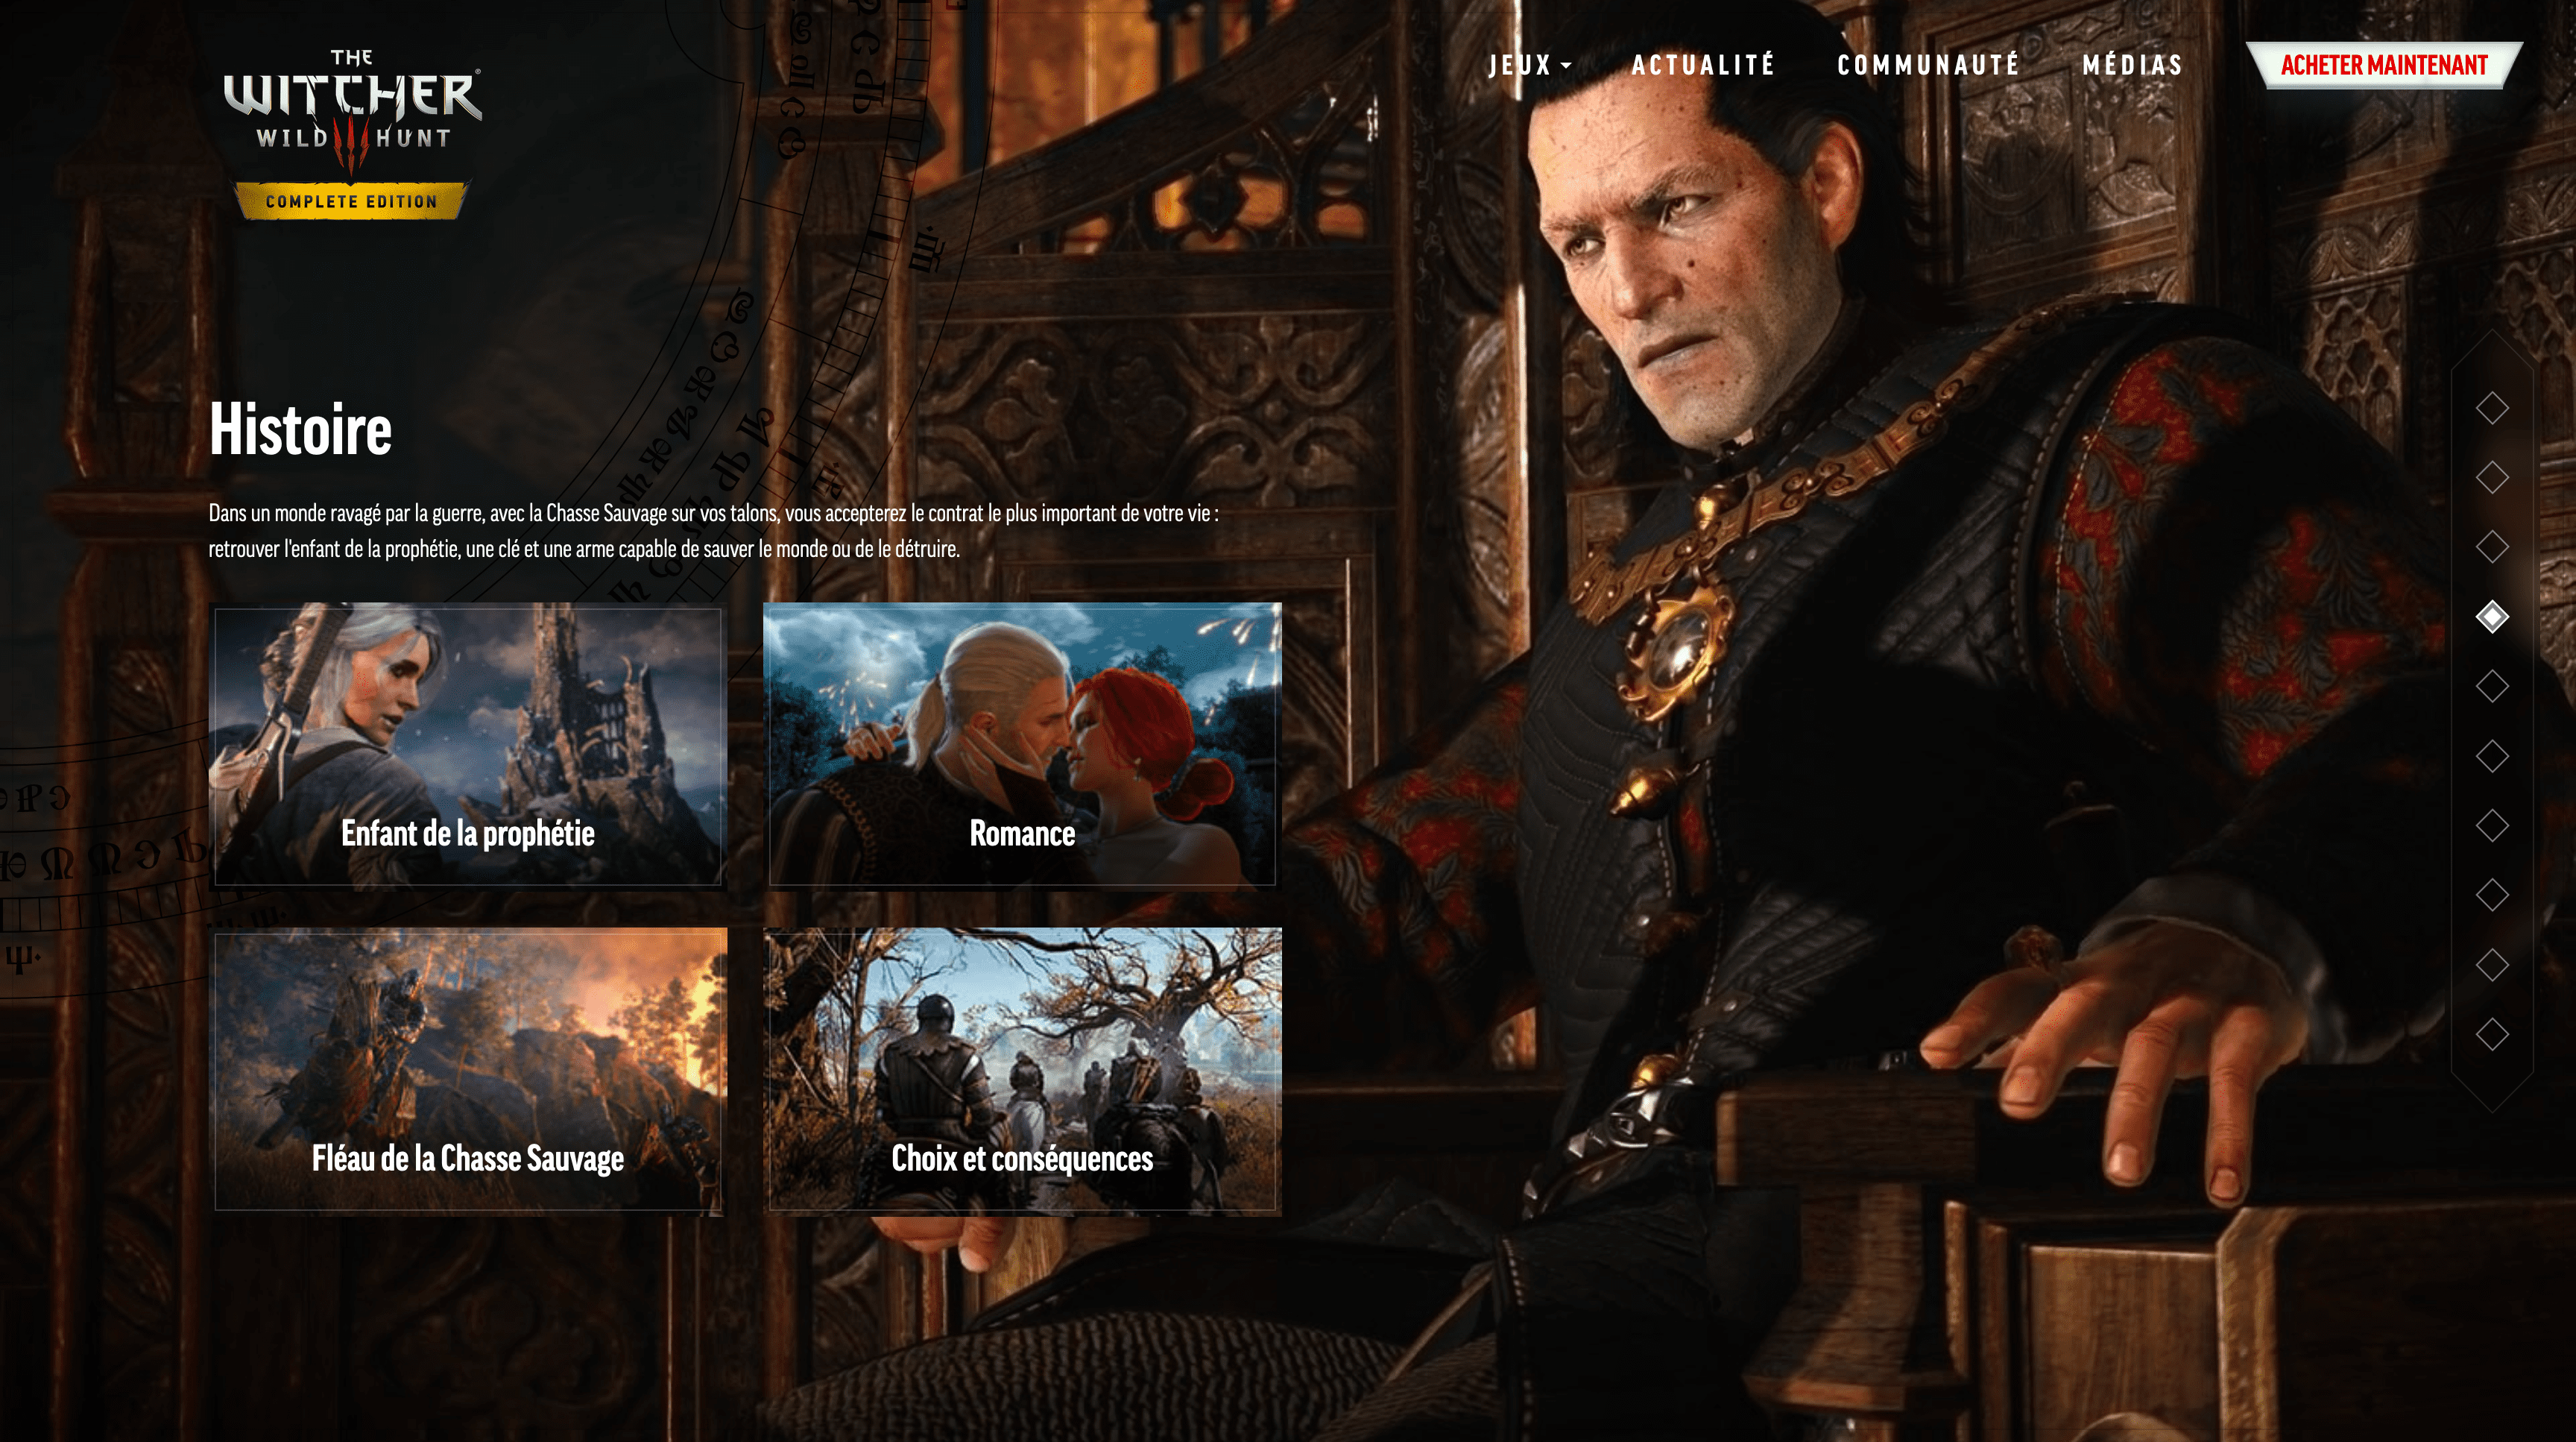 THE
WITCHER®
WILD HUNT
COMPLETE EDITION
JEUX
ACTUALITÉ
COMMUNAUTÉ
MÉDIAS
ACHETER MAINTENANT
Histoire
Dans un monde ravagé par la guerre, avec la Chasse Sauvage sur vos talons, vous accepterez le contrat le plus important de votre vie :
retrouver l'enfant de la prophétie, une clé et une arme capable de sauver le monde ou de le détruire.
Enfant de la prophétie
Romance
Fléau de la Chasse Sauvage
Choix et conséquences